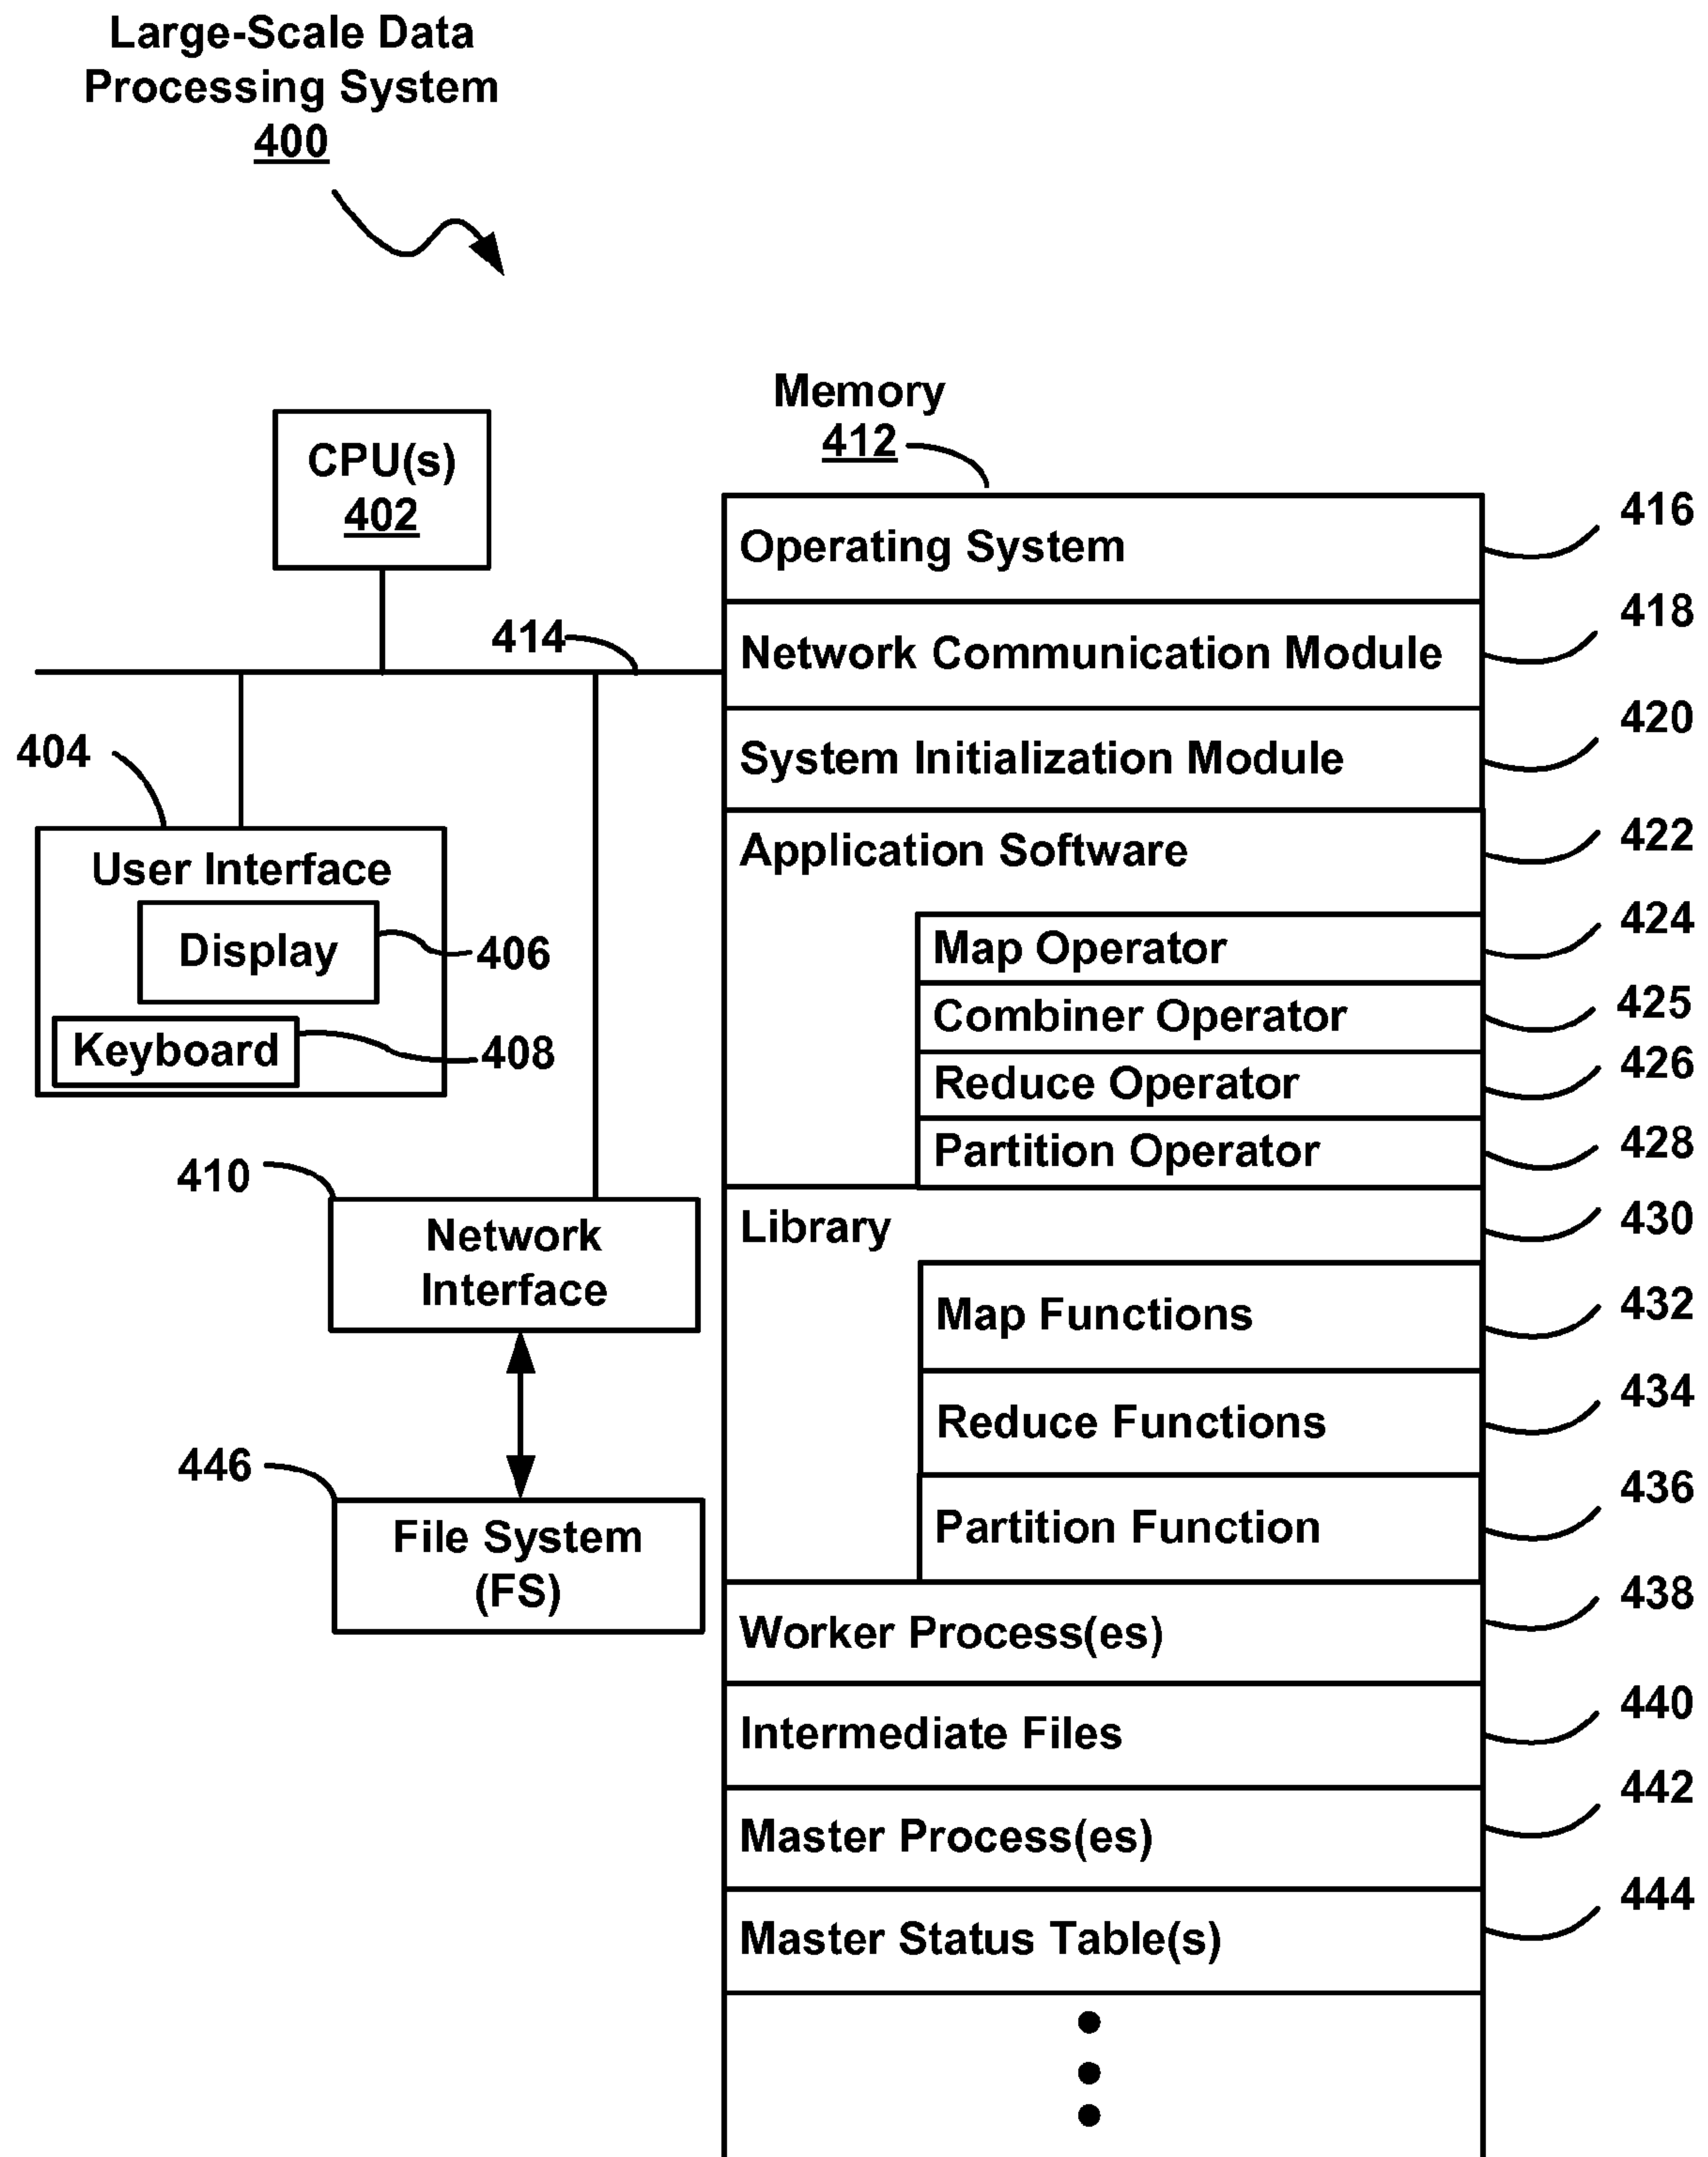 Large-Scale Data
Processing System
400
Memory
412
CPU(s)
402
414
404
User Interface
Display
406
Keyboard
408
410
Network
Interface
446
File System
(FS)
Operating System
416
Network Communication Module
418
System Initialization Module
420
Application Software
422
Map Operator
424
Combiner Operator
425
Reduce Operator
426
Partition Operator
428
Library
430
Map Functions
432
Reduce Functions
434
Partition Function
436
Worker Process(es)
438
Intermediate Files
440
Master Process(es)
442
Master Status Table(s)
444